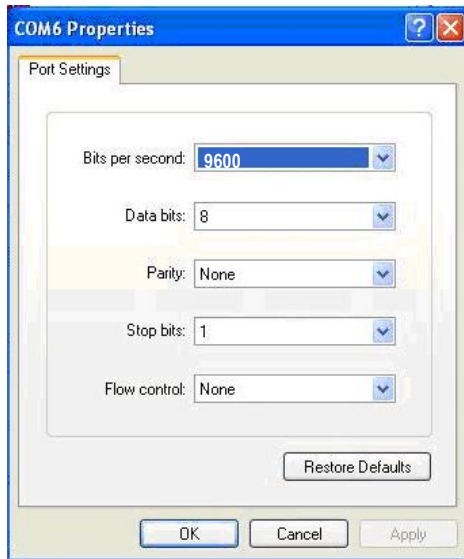 COM6 Properties
Port Settings
Bits per second: 9600
Data bits: 8
Parity: None
Stop bits: 1
Flow control: None
Restore Defaults
OK Cancel Apply